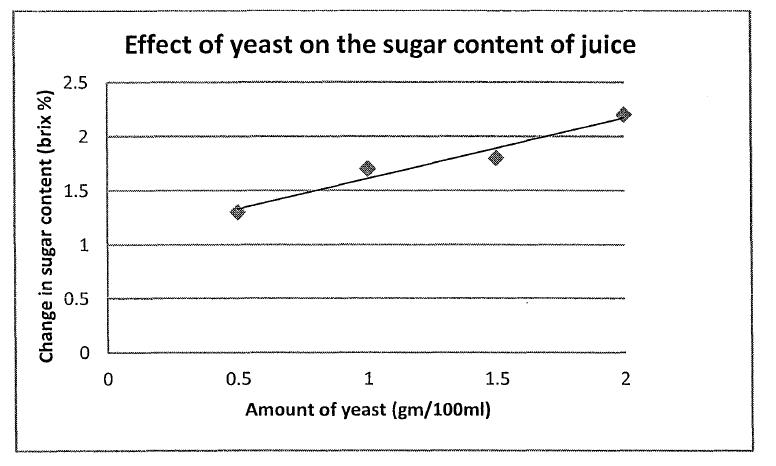 Effect of yeast on the sugar content of juice
Change in sugar content (brix %)
2.5
2
1.5
1
0.5
0
0 0.5 1 1.5 2
Amount of yeast (gm/100ml)